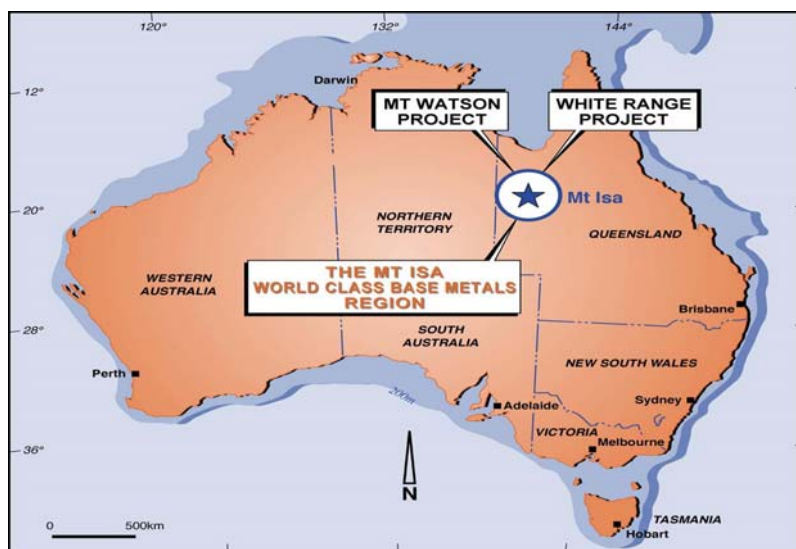 120°
132°
144°
12°
20°
28°
36°
Darwin
MT WATSON
PROJECT
WHITE RANGE
PROJECT
Mt Isa
NORTHERN
TERRITORY
QUEENSLAND
WESTERN
AUSTRALIA
THE MT ISA
WORLD CLASS BASE METALS
REGION
Brisbane
SOUTH
AUSTRALIA
NEW SOUTH WALES
Perth
200m
Adelaide
Sydney
VICTORIA
Melbourne
N
0 500km
TASMANIA
Hobart